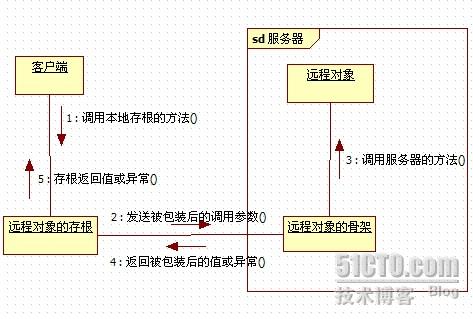 sd 服务器
客户端
远程对象
1：调用本地存根的方法()
3：调用服务器的方法()
5：存根返回值或异常()
2：发送被包装后的调用参数()
远程对象的存根
远程对象的骨架
4：返回被包装后的值或异常()
51CTO.com
技术博客 Blog